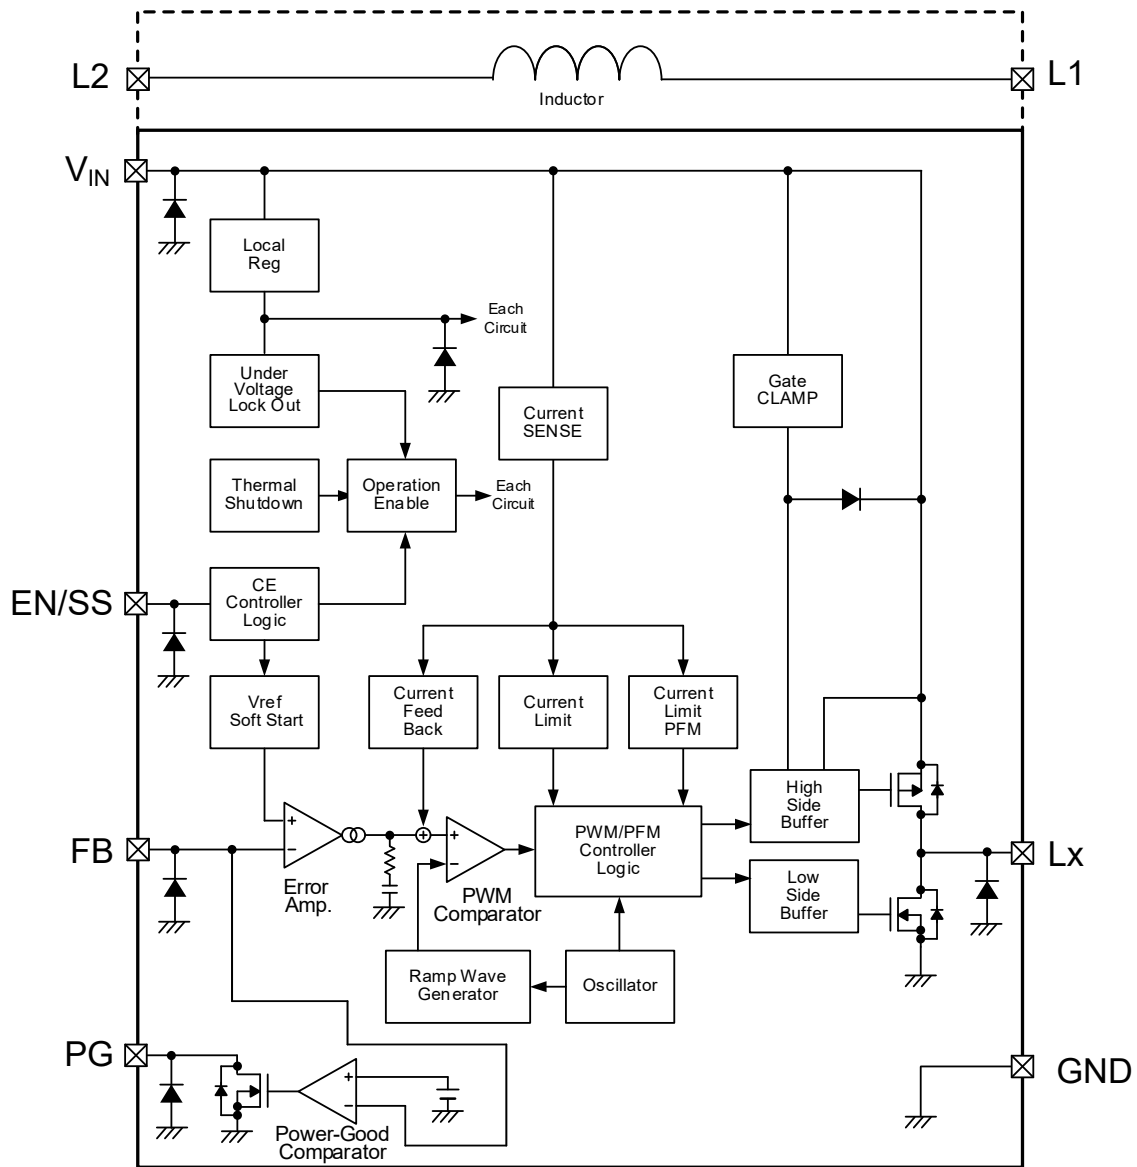 L2
L1
Inductor
VIN
Local
Reg
Each
Circuit
Under
Voltage
Lock Out
Gate
CLAMP
Current
SENSE
Thermal
Shutdown
Operation
Enable
Each
Circuit
EN/SS
CE
Controller
Logic
Vref
Soft Start
Current
Feed
Back
Current
Limit
Current
Limit
PFM
High
Side
Buffer
FB
+
−
Error
Amp.
+
+
−
PWM
Comparator
PWM/PFM
Controller
Logic
Lx
Low
Side
Buffer
Ramp Wave
Generator
Oscillator
PG
+
−
Power-Good
Comparator
GND